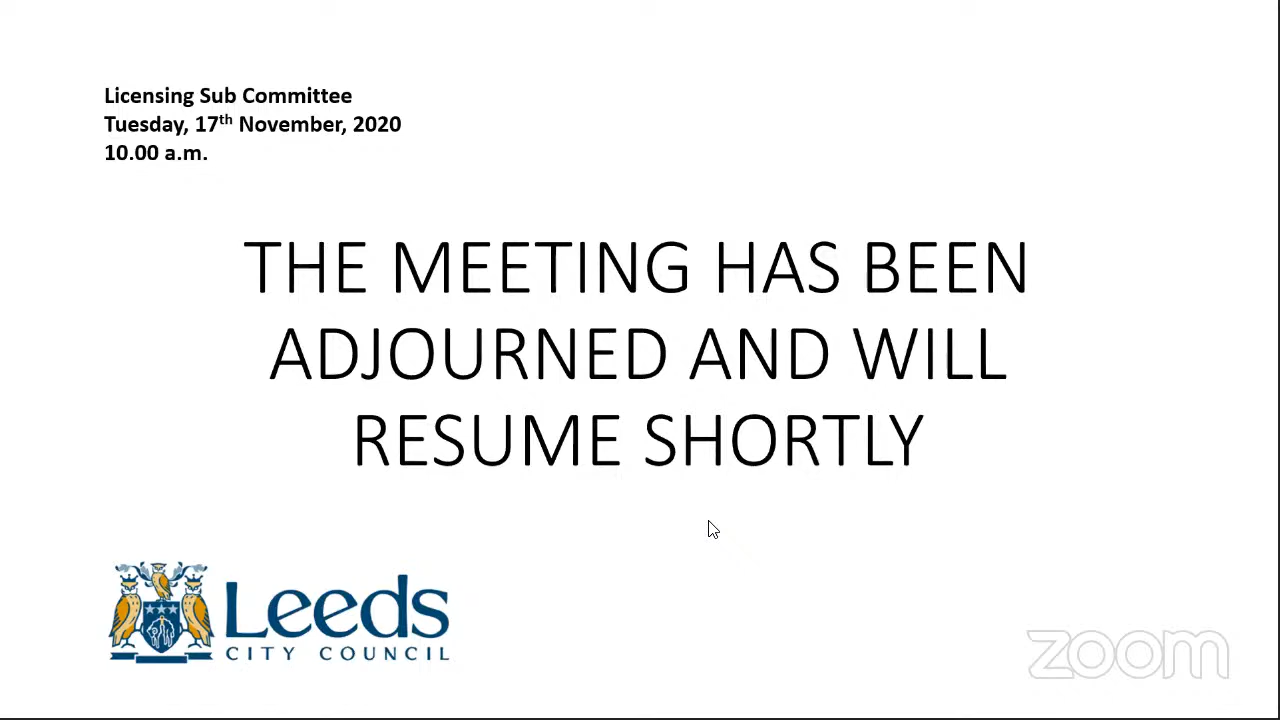 Licensing Sub Committee
Tuesday, 17th November, 2020
10.00 a.m.
THE MEETING HAS BEEN
ADJOURNED AND WILL
RESUME SHORTLY
Leeds
CITY COUNCIL
zoom